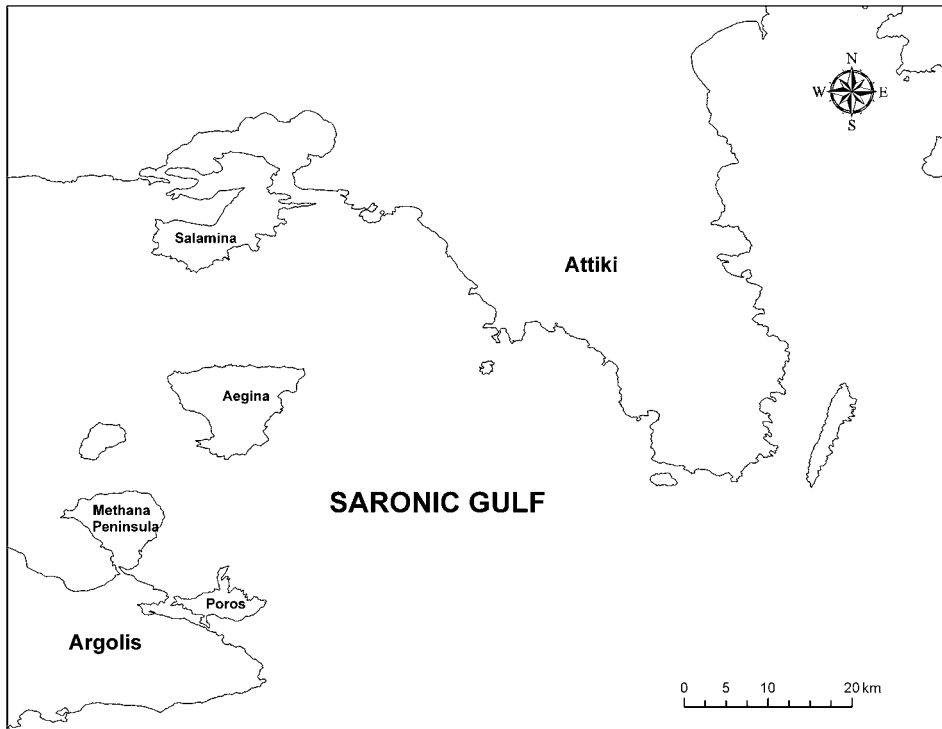 N
W E
S
Salamina
Attiki
Aegina
SARONIC GULF
Methana
Peninsula
Poros
Argolis
0 5 10 20 km